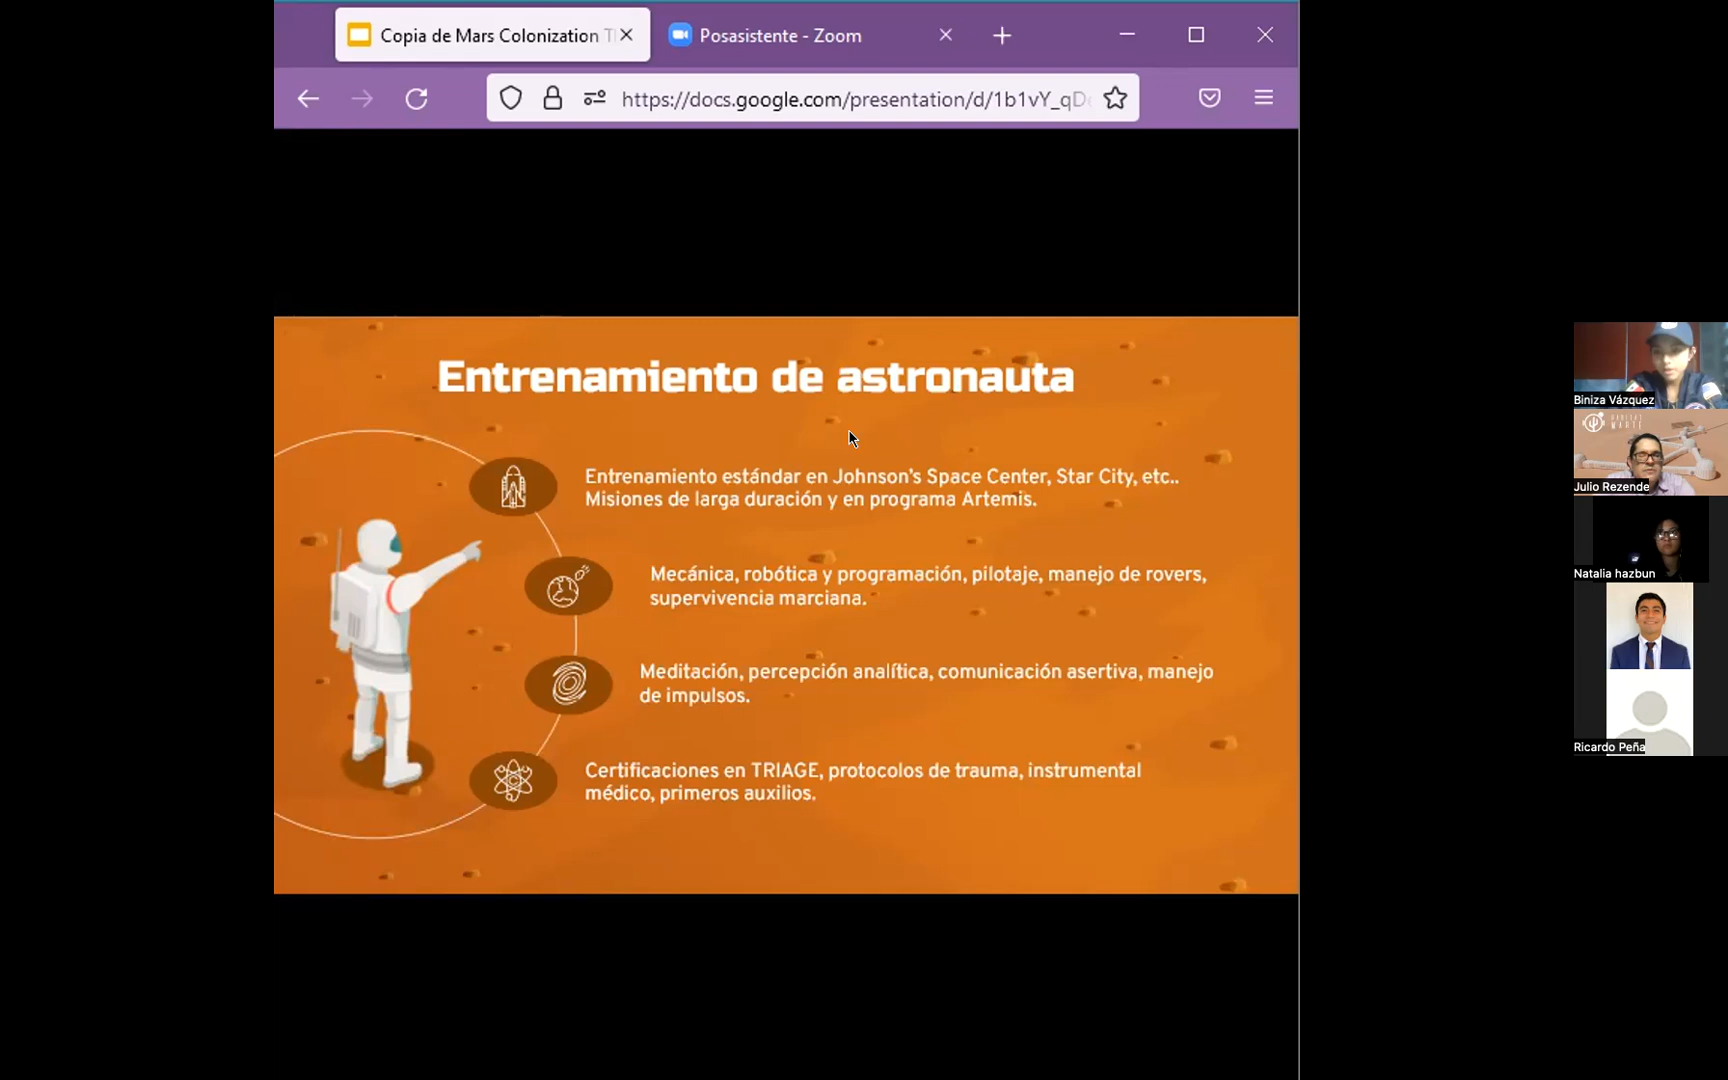 Copia de Mars Colonization T
Posasistente - Zoom
https://docs.google.com/presentation/d/1b1vY_qD
Entrenamiento de astronauta
Entrenamiento estándar en Johnson's Space Center, Star City, etc..
Misiones de larga duración y en programa Artemis.
Mecánica, robótica y programación, pilotaje, manejo de rovers,
supervivencia marciana.
Meditación, percepción analítica, comunicación asertiva, manejo
de impulsos.
Certificaciones en TRIAGE, protocolos de trauma, instrumental
médico, primeros auxilios.
Biniza Vázquez
Julio Rezende
Natalia hazbun
Ricardo Peña